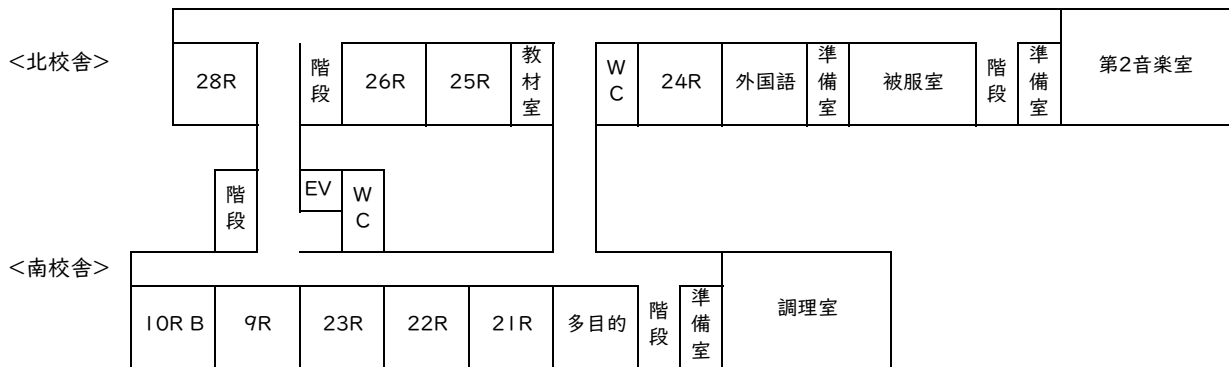 <北校舎>
28R
階段
26R
25R
教材室
WC
24R
外国語
準備室
被服室
階段
準備室
第2音楽室
階段
EV
WC
<南校舎>
10R B
9R
23R
22R
21R
多目的
階段
準備室
調理室